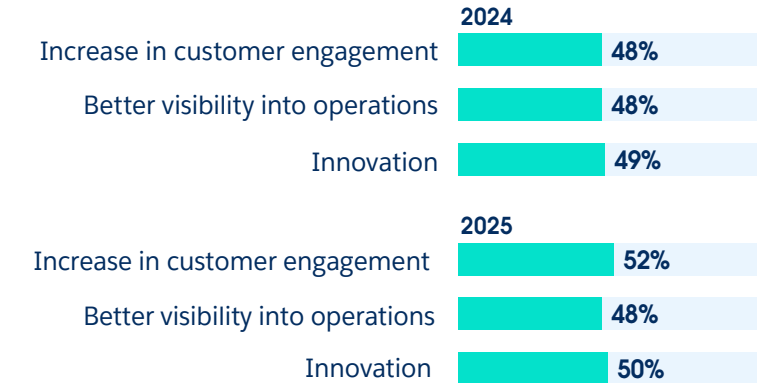 2024
Increase in customer engagement 48%
Better visibility into operations 48%
Innovation 49%
2025
Increase in customer engagement 52%
Better visibility into operations 48%
Innovation 50%